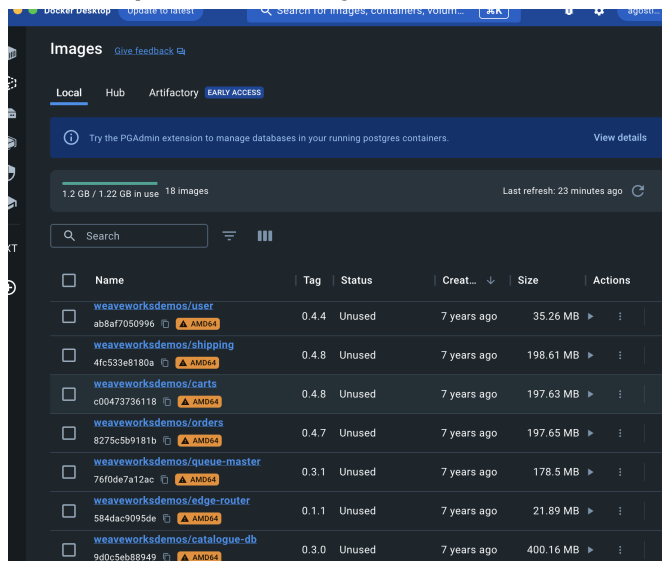 Docker Desktop Update to latest Search for images, containers, volum... ⌘K agosti...
Images Give feedback
Local Hub Artifactory EARLY ACCESS
Try the PGAdmin extension to manage databases in your running postgres containers. View details
1.2 GB / 1.22 GB in use 18 images Last refresh: 23 minutes ago
Search
XT
Name Tag Status Creat... Size Actions
weaveworksdemos/user
ab8af7050996 AMD64 0.4.4 Unused 7 years ago 35.26 MB
weaveworksdemos/shipping
4fc533e8180a AMD64 0.4.8 Unused 7 years ago 198.61 MB
weaveworksdemos/carts
c00473736118 AMD64 0.4.8 Unused 7 years ago 197.63 MB
weaveworksdemos/orders
8275c5b9181b AMD64 0.4.7 Unused 7 years ago 197.65 MB
weaveworksdemos/queue-master
76f0de7a12ac AMD64 0.3.1 Unused 7 years ago 178.5 MB
weaveworksdemos/edge-router
584dac9095de AMD64 0.1.1 Unused 7 years ago 21.89 MB
weaveworksdemos/catalogue-db
9d0c5eb88949 AMD64 0.3.0 Unused 7 years ago 400.16 MB